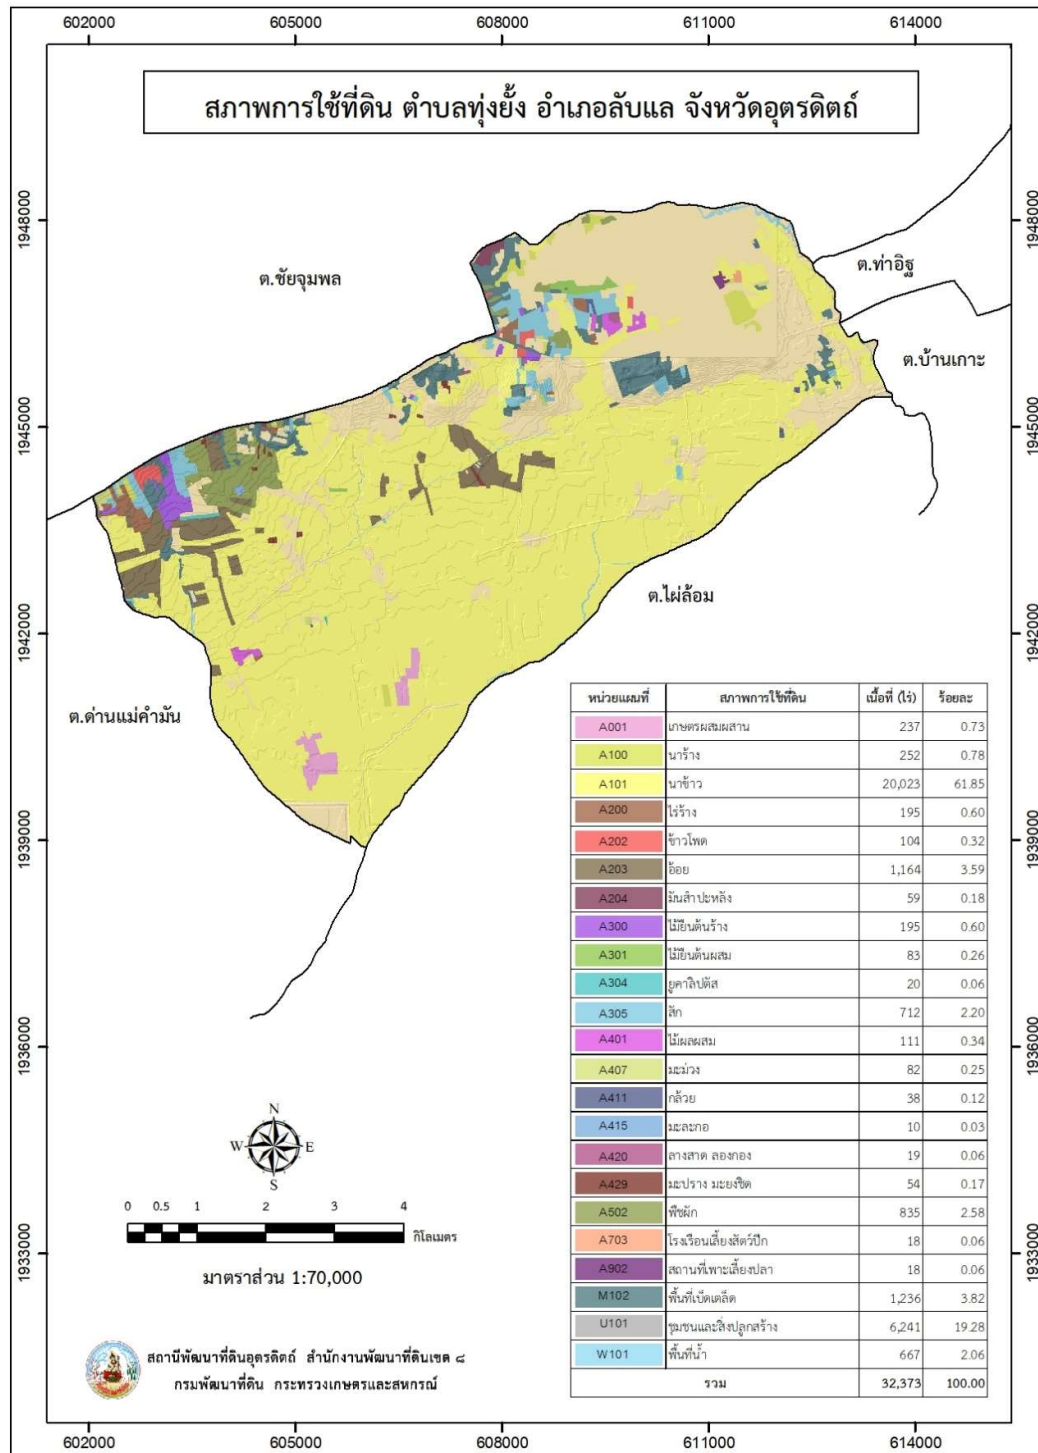 602000 605000 608000 611000 614000
สภาพการใช้ที่ดิน ตำบลทุ่งยั้ง อำเภอลับแล จังหวัดอุตรดิตถ์
1948000 1948000
ต.ชัยจุมพล
ต.ท่าอิฐ
ต.บ้านเกาะ
1945000 1945000
ต.ไผ่ล้อม
1942000 1942000
ต.ด่านแม่คำมัน
1939000 1939000
1936000 1936000
1933000 1933000
หน่วยแผนที่ สภาพการใช้ที่ดิน เนื้อที่ (ไร่) ร้อยละ
A001 เกษตรผสมผสาน 237 0.73
A100 นาร้าง 252 0.78
A101 นาข้าว 20,023 61.85
A200 ไร่ร้าง 195 0.60
A202 ข้าวโพด 104 0.32
A203 อ้อย 1,164 3.59
A204 มันสำปะหลัง 59 0.18
A300 ไม้ยืนต้นร้าง 195 0.60
A301 ไม้ยืนต้นผสม 83 0.26
A304 ยูคาลิปตัส 20 0.06
A305 สัก 712 2.20
A401 ไม้ผลผสม 111 0.34
A407 มะม่วง 82 0.25
A411 กล้วย 38 0.12
A415 มะละกอ 10 0.03
A420 ลางสาด ลองกอง 19 0.06
A429 มะปราง มะยงชิด 54 0.17
A502 พืชผัก 835 2.58
A703 โรงเรือนเลี้ยงสัตว์ปีก 18 0.06
A902 สถานที่เพาะเลี้ยงปลา 18 0.06
M102 พื้นที่เบ็ดเตล็ด 1,236 3.82
U101 ชุมชนและสิ่งปลูกสร้าง 6,241 19.28
W101 พื้นที่น้ำ 667 2.06
รวม 32,373 100.00
N
W E
S
0 0.5 1 2 3 4
กิโลเมตร
มาตราส่วน 1:70,000
สถานีพัฒนาที่ดินอุตรดิตถ์ สำนักงานพัฒนาที่ดินเขต ๘
กรมพัฒนาที่ดิน กระทรวงเกษตรและสหกรณ์
602000 605000 608000 611000 614000